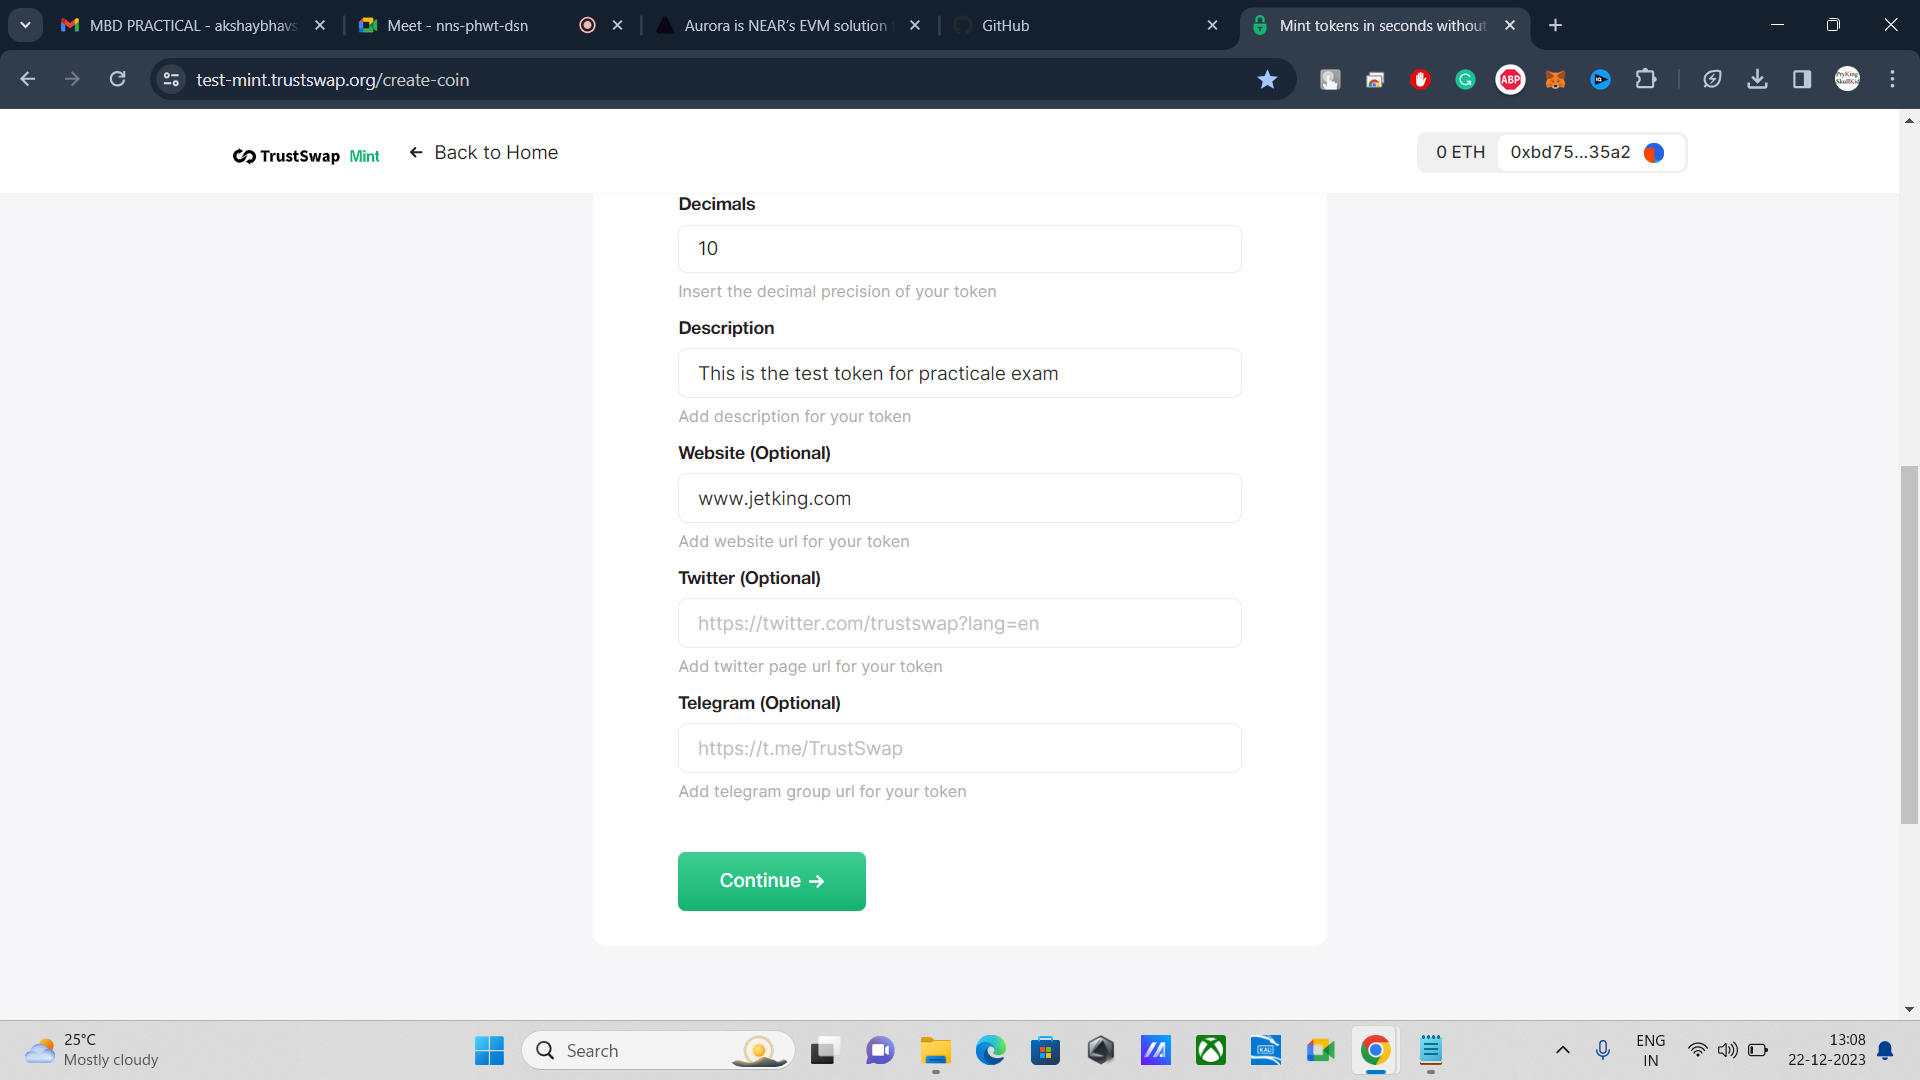 MBD PRACTICAL - akshaybhavs
Meet - nns-phwt-dsn
Aurora is NEAR's EVM solution
GitHub
Mint tokens in seconds without
test-mint.trustswap.org/create-coin
TrustSwap Mint
Back to Home
0 ETH
0xbd75...35a2
Decimals
10
Insert the decimal precision of your token
Description
This is the test token for practicale exam
Add description for your token
Website (Optional)
www.jetking.com
Add website url for your token
Twitter (Optional)
https://twitter.com/trustswap?lang=en
Add twitter page url for your token
Telegram (Optional)
https://t.me/TrustSwap
Add telegram group url for your token
Continue →
25°C
Mostly cloudy
Search
ENG
IN
13:08
22-12-2023